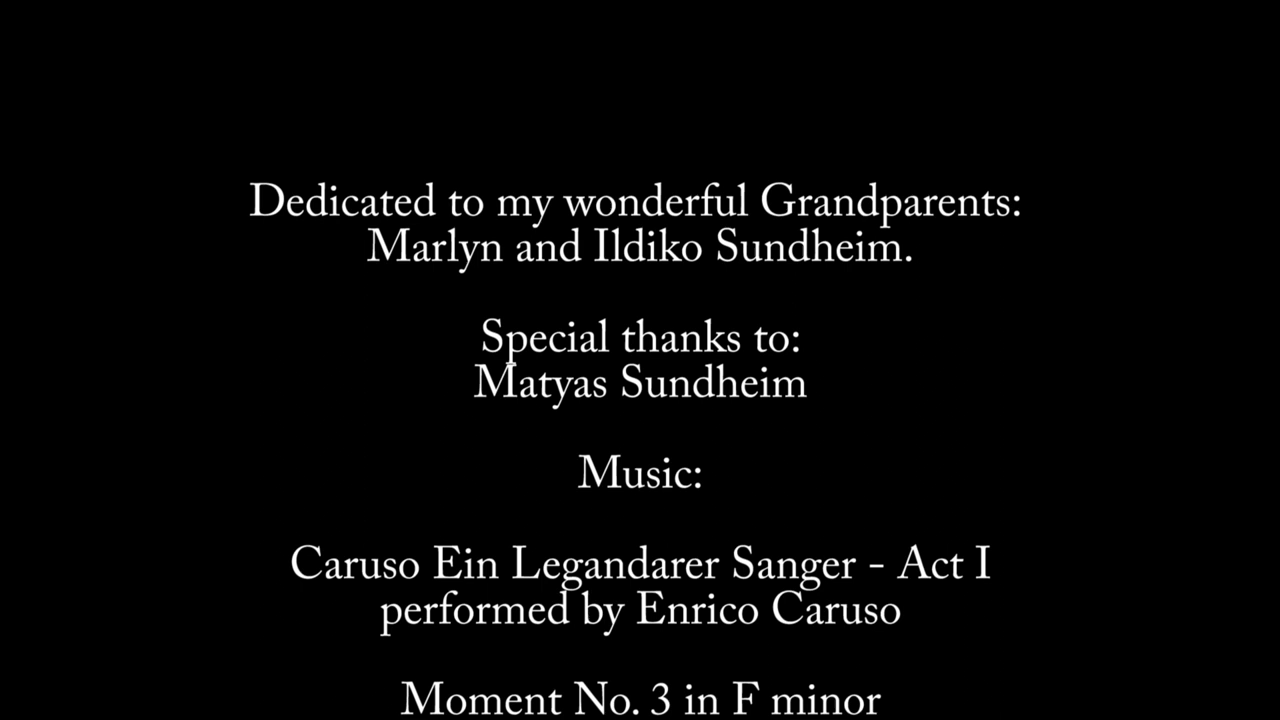 Dedicated to my wonderful Grandparents:
Marlyn and Ildiko Sundheim.
Special thanks to:
Matyas Sundheim
Music:
Caruso Ein Legandarer Sanger - Act I
performed by Enrico Caruso
Moment No. 3 in F minor